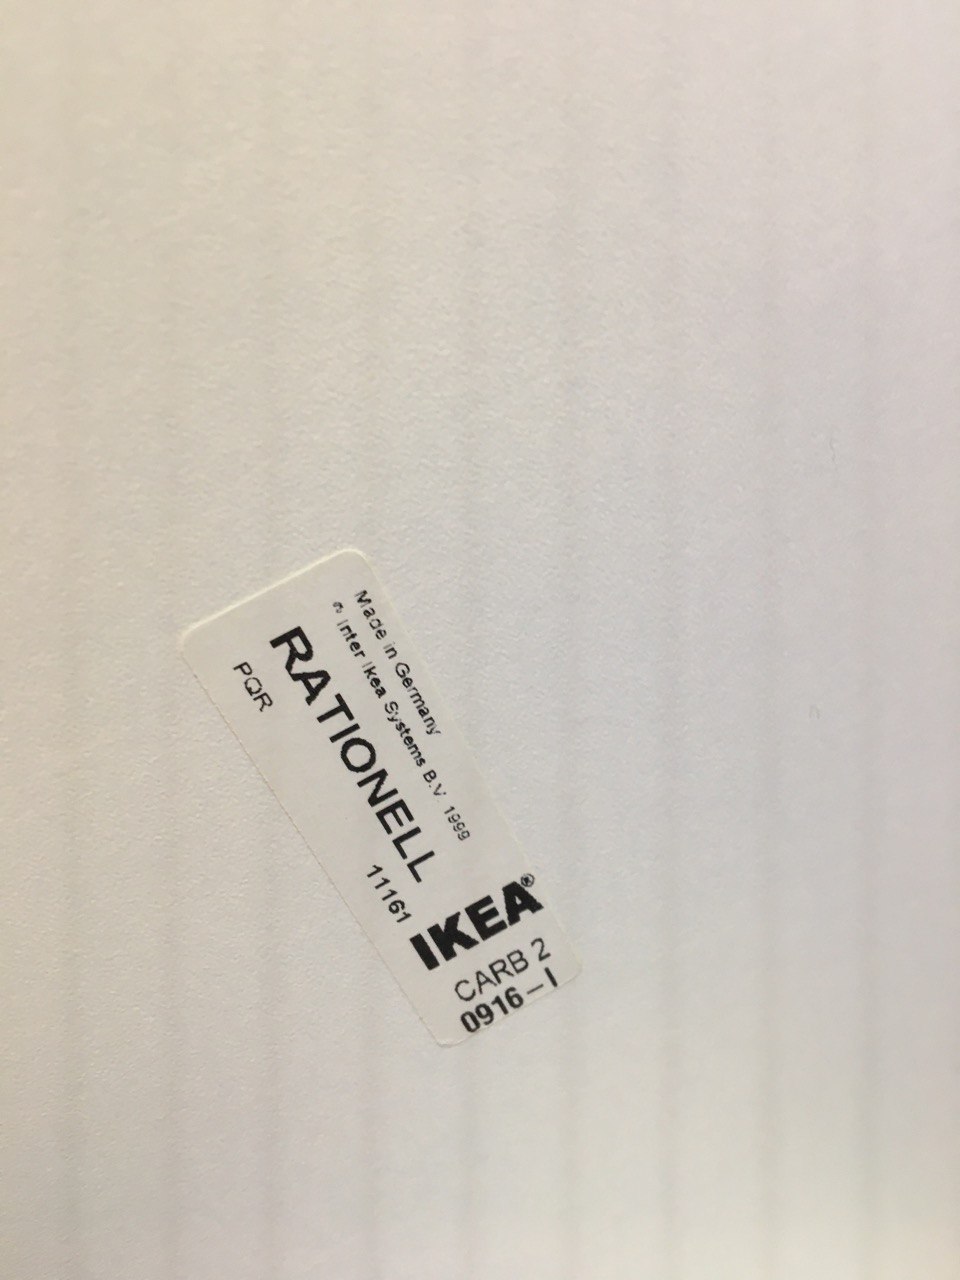 Made in Germany
© Inter Ikea Systems B.V. 1999
RATIONELL
PQR
11161
IKEA®
CARB 2
0916-I